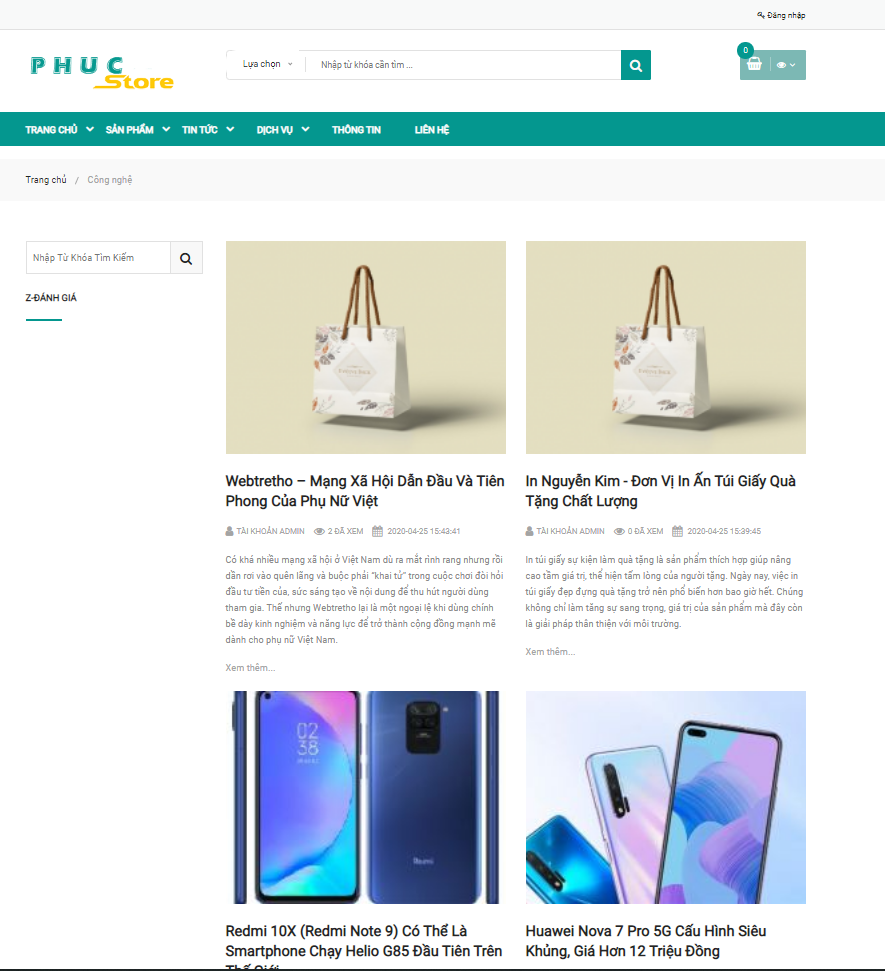 Đăng nhập
PHUC
Store
Lựa chọn
Nhập từ khóa cần tìm ...
0
TRANG CHỦ SẢN PHẨM TIN TỨC DỊCH VỤ THÔNG TIN LIÊN HỆ
Trang chủ / Công nghệ
Nhập Từ Khóa Tìm Kiếm
Z-ĐÁNH GIÁ
Webtretho – Mạng Xã Hội Dẫn Đầu Và Tiên
Phong Của Phụ Nữ Việt
TÀI KHOẢN ADMIN 2 ĐÃ XEM 2020-04-25 15:43:41
Có khá nhiều mạng xã hội ở Việt Nam dù ra mắt rình rang nhưng rồi
dần rơi vào quên lãng và buộc phải “khai tử” trong cuộc chơi đòi hỏi
đầu tư tiền của, sức sáng tạo về nội dung để thu hút người dùng
tham gia. Thế nhưng Webtretho lại là một ngoại lệ khi dùng chính
bề dày kinh nghiệm và năng lực để trở thành cộng đồng mạnh mẽ
dành cho phụ nữ Việt Nam.
Xem thêm...
In Nguyễn Kim - Đơn Vị In Ấn Túi Giấy Quà
Tặng Chất Lượng
TÀI KHOẢN ADMIN 0 ĐÃ XEM 2020-04-25 15:39:45
In túi giấy sự kiện làm quà tặng là sản phẩm thích hợp giúp nâng
cao tầm giá trị, thể hiện tấm lòng của người tặng. Ngày nay, việc in
túi giấy đẹp đựng quà tặng trở nên phổ biến hơn bao giờ hết. Chúng
không chỉ làm tăng sự sang trọng, giá trị của sản phẩm mà đây còn
là giải pháp thân thiện với môi trường.
Xem thêm...
02
38
Redmi
Redmi 10X (Redmi Note 9) Có Thể Là
Smartphone Chạy Helio G85 Đầu Tiên Trên
Thế Giới
Huawei Nova 7 Pro 5G Cấu Hình Siêu
Khủng, Giá Hơn 12 Triệu Đồng